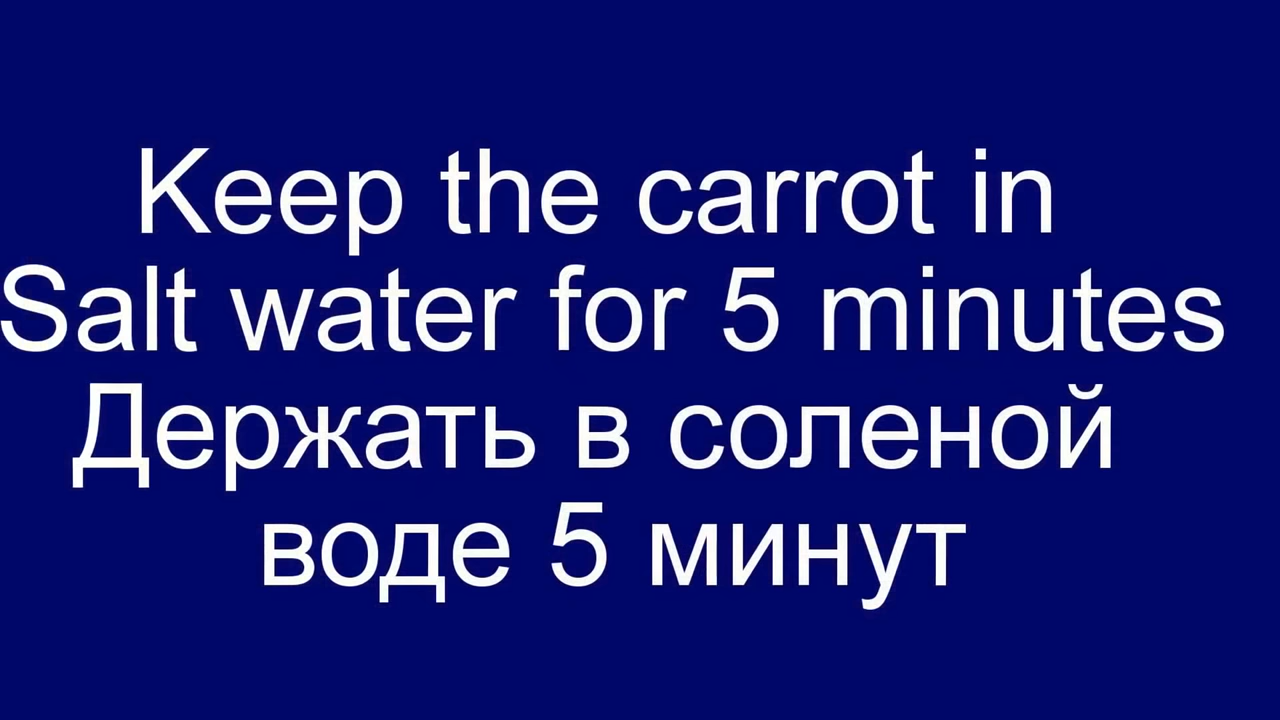 Keep the carrot in
Salt water for 5 minutes
Держать в соленой
воде 5 минут